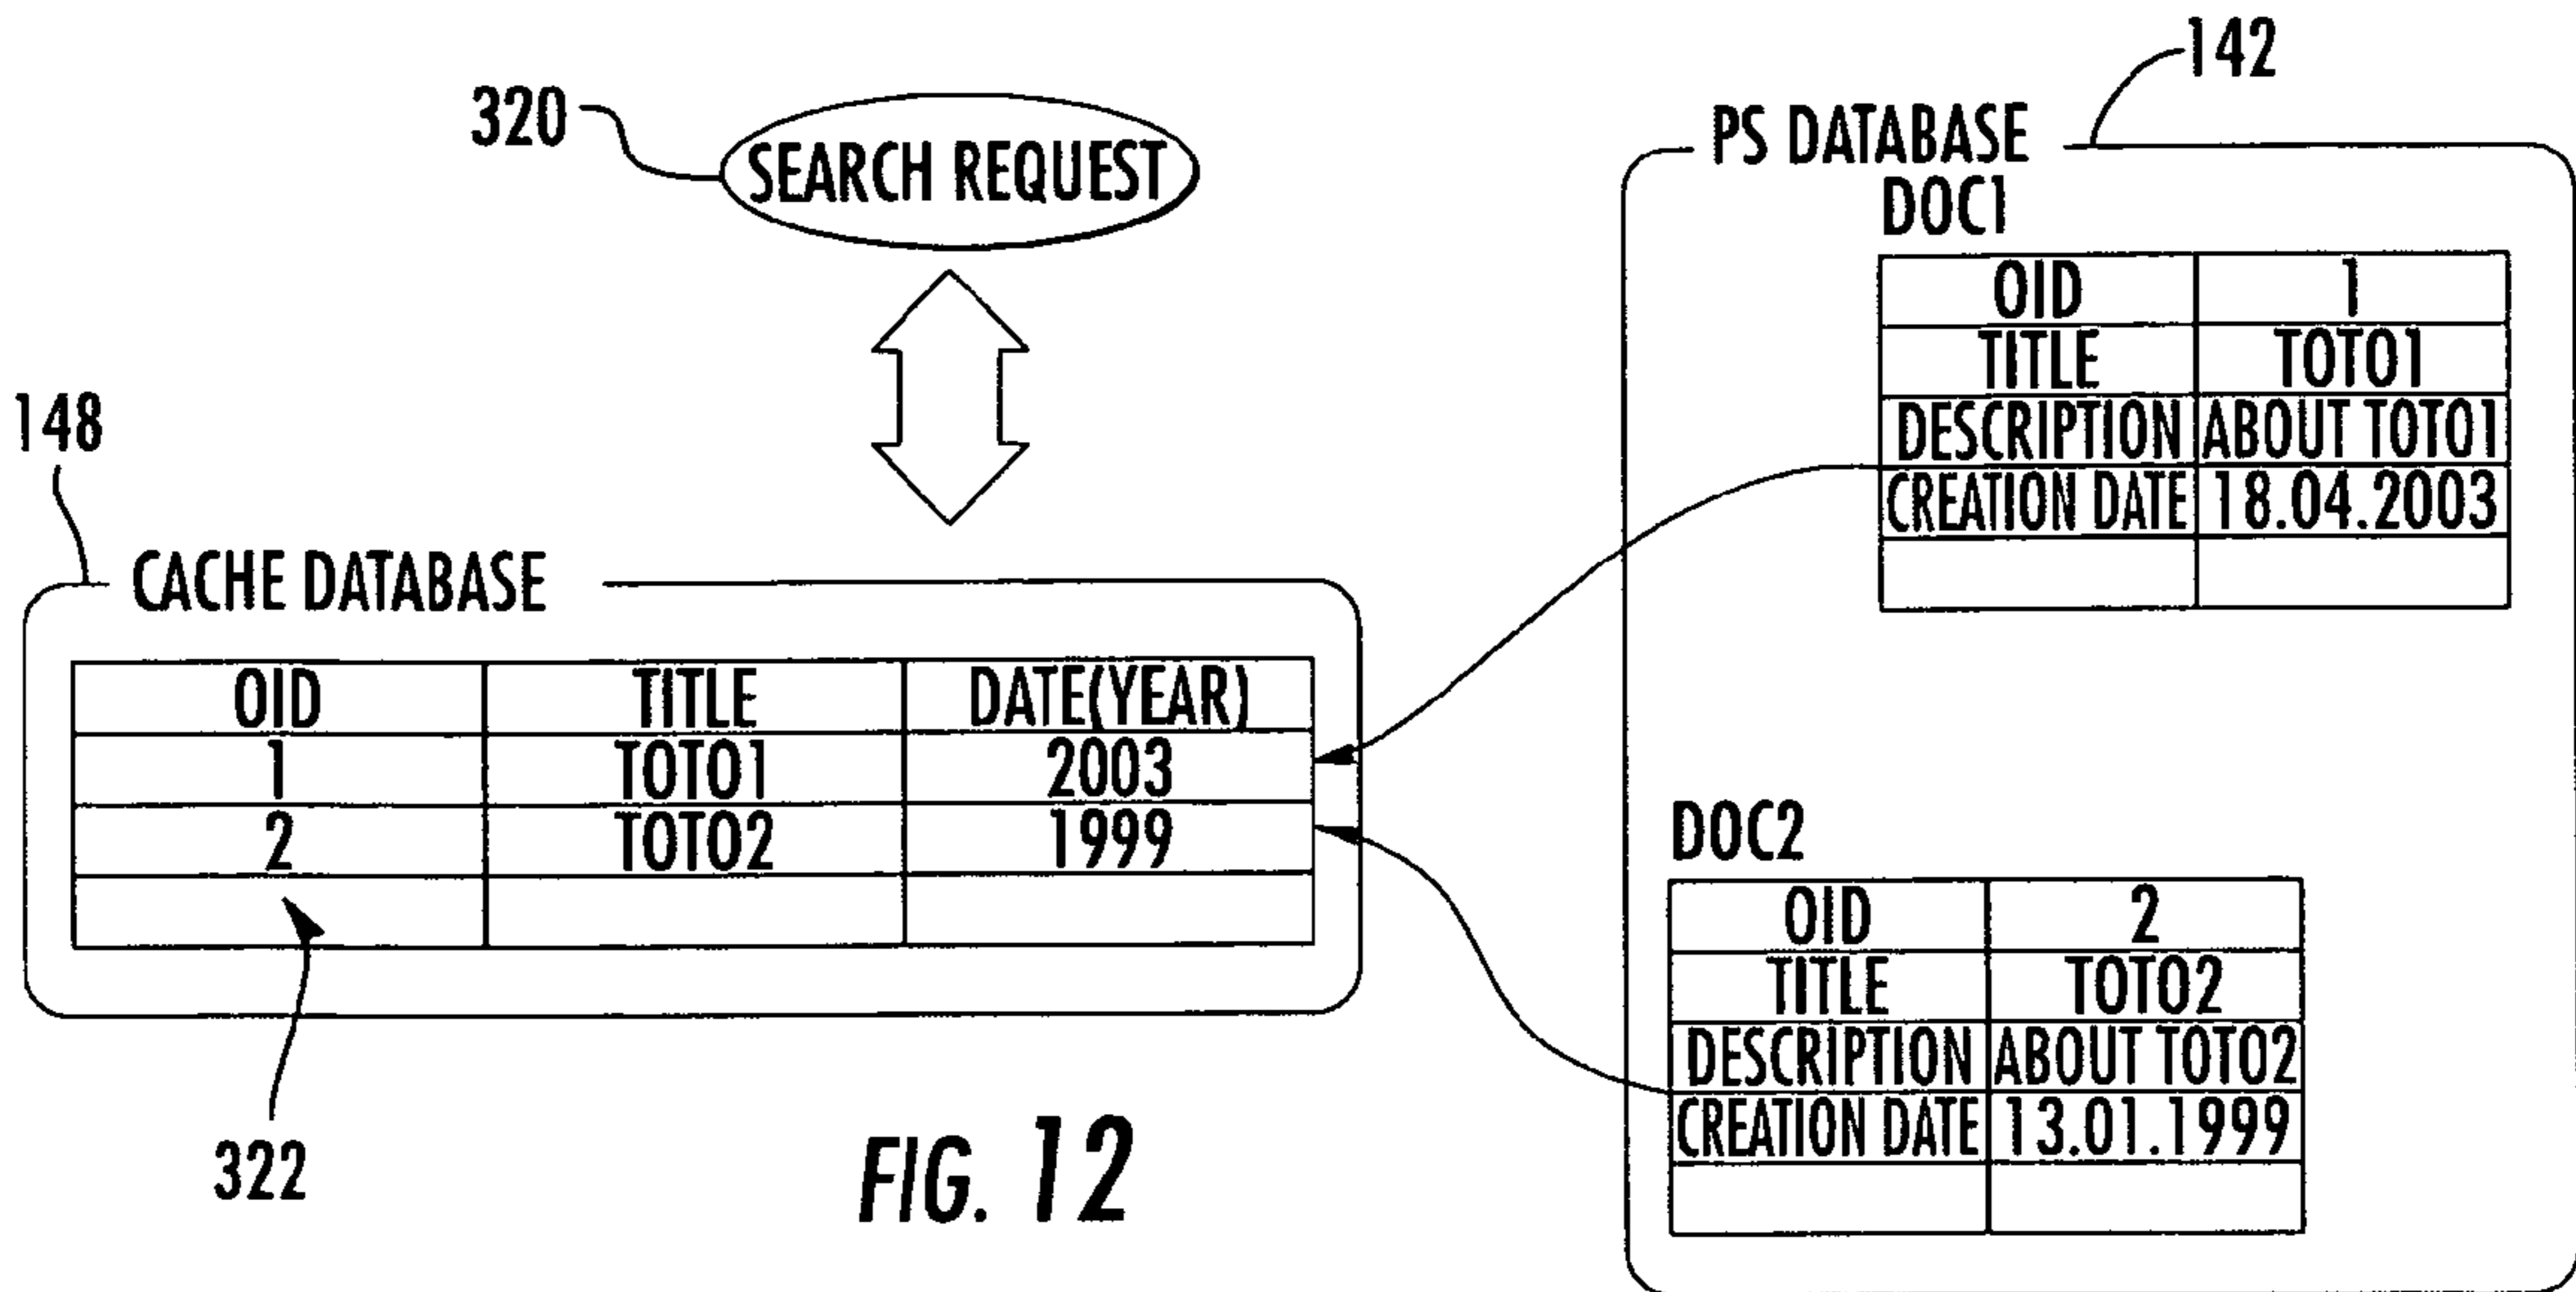 142
320
SEARCH REQUEST
PS DATABASE
DOC1
OID 1
TITLE TOTO1
DESCRIPTION ABOUT TOTO1
CREATION DATE 18.04.2003
148
CACHE DATABASE
OID TITLE DATE(YEAR)
1 TOTO1 2003
2 TOTO2 1999
322
DOC2
OID 2
TITLE TOTO2
DESCRIPTION ABOUT TOTO2
CREATION DATE 13.01.1999
FIG. 12